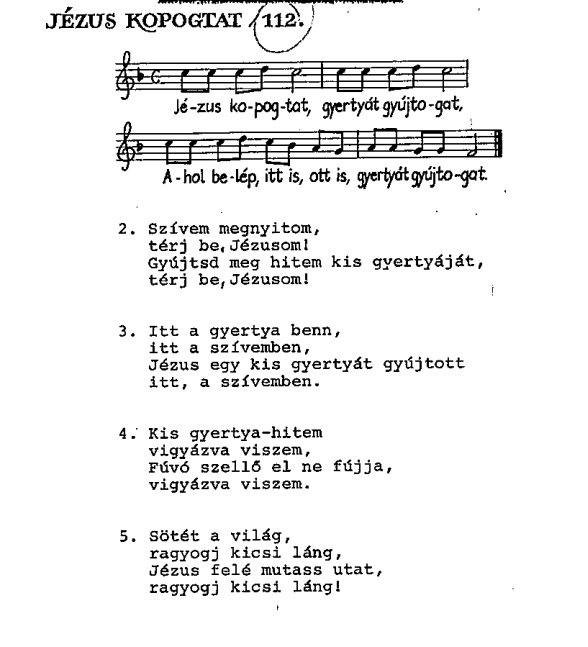 JÉZUS KOPOGTAT /112.
Jé-zus ko-pog-tat, gyertyát gyújto-gat,
A-hol be-lép, itt is, ott is, gyertyát gyújto-gat.
2. Szívem megnyitom,
térj be, Jézusom!
Gyújtsd meg hitem kis gyertyáját,
térj be, Jézusom!
3. Itt a gyertya benn,
itt a szívemben,
Jézus egy kis gyertyát gyújtott
itt, a szívemben.
4. Kis gyertya-hitem
vigyázva viszem,
Fúvó szellő el ne fújja,
vigyázva viszem.
5. Sötét a világ,
ragyogj kicsi láng,
Jézus felé mutass utat,
ragyogj kicsi láng!